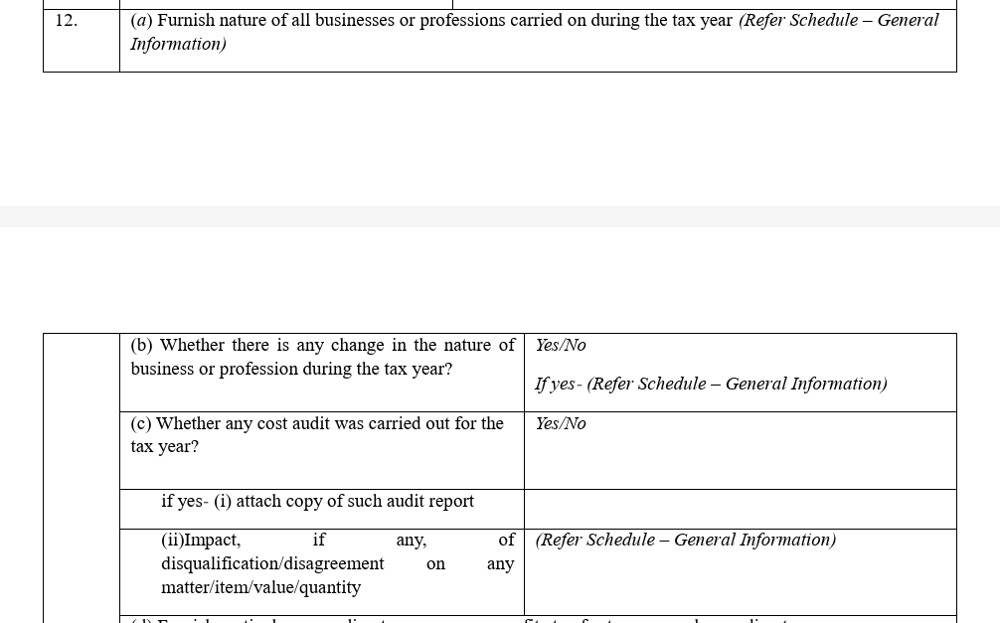 12.
(a) Furnish nature of all businesses or professions carried on during the tax year (Refer Schedule – General
Information)
(b) Whether there is any change in the nature of
business or profession during the tax year?
Yes/No
If yes- (Refer Schedule – General Information)
(c) Whether any cost audit was carried out for the
tax year?
Yes/No
if yes- (i) attach copy of such audit report
(ii)Impact, if any, of
disqualification/disagreement on any
matter/item/value/quantity
(Refer Schedule – General Information)